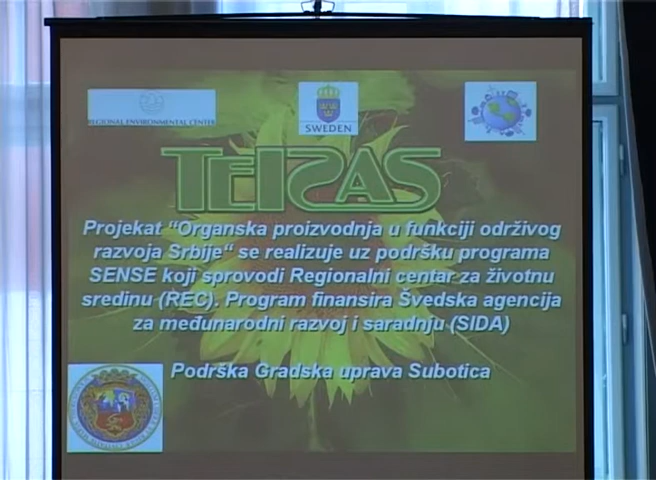 REGIONAL ENVIRONMENTAL CENTER
SWEDEN
TERRAS
Projekat “Organska proizvodnja u funkciji održivog
razvoja Srbije“ se realizuje uz podršku programa
SENSE koji sprovodi Regionalni centar za životnu
sredinu (REC). Program finansira Švedska agencija
za međunarodni razvoj i saradnju (SIDA)
Podrška Gradska uprava Subotica